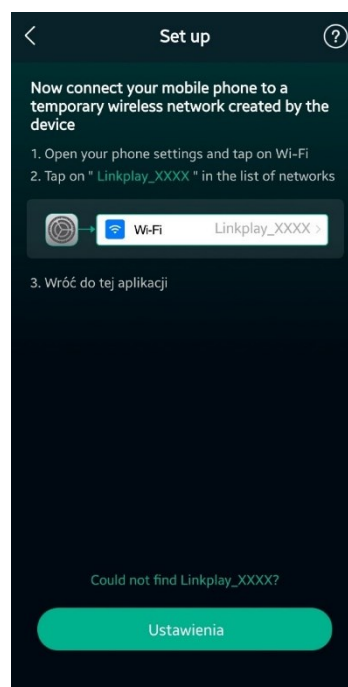 Set up
?
Now connect your mobile phone to a
temporary wireless network created by the
device
1. Open your phone settings and tap on Wi-Fi
2. Tap on " Linkplay_XXXX " in the list of networks
Wi-Fi Linkplay_XXXX >
3. Wróć do tej aplikacji
Could not find Linkplay_XXXX?
Ustawienia